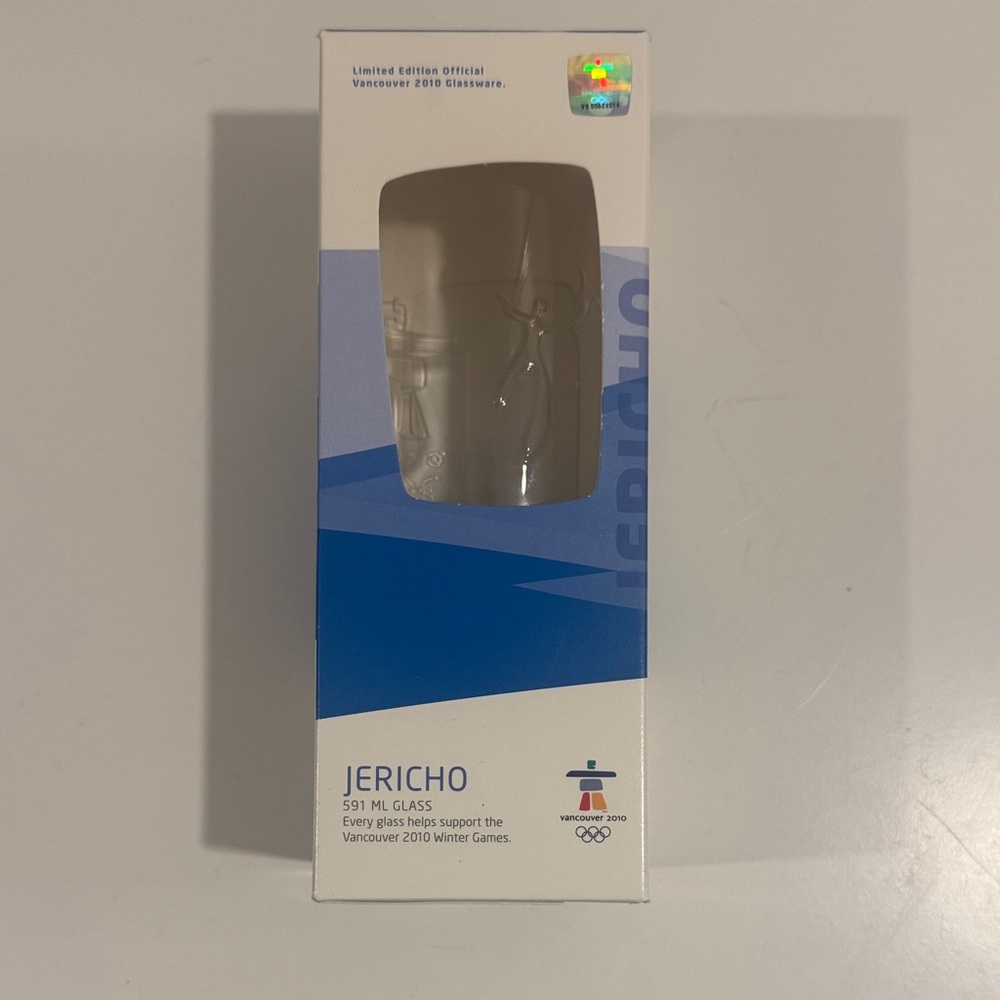 Limited Edition Official
Vancouver 2010 Glassware.
JERICHO
JERICHO
591 ML GLASS
Every glass helps support the
Vancouver 2010 Winter Games.
vancouver 2010